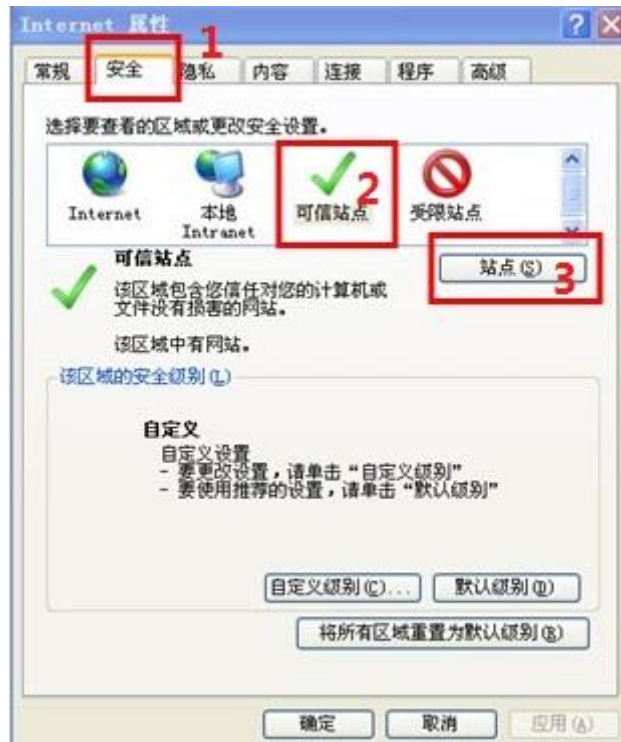 Internet 属性
1
常规 安全 隐私 内容 连接 程序 高级
选择要查看的区域或更改安全设置。
2
Internet 本地 Intranet 可信站点 受限站点
可信站点
站点(S)
3
该区域包含您信任对您的计算机或
文件没有损害的网站。
该区域中有网站。
该区域的安全级别(L)
自定义
自定义设置
- 要更改设置，请单击“自定义级别”
- 要使用推荐的设置，请单击“默认级别”
自定义级别(C)... 默认级别(D)
将所有区域重置为默认级别(R)
确定 取消 应用(A)